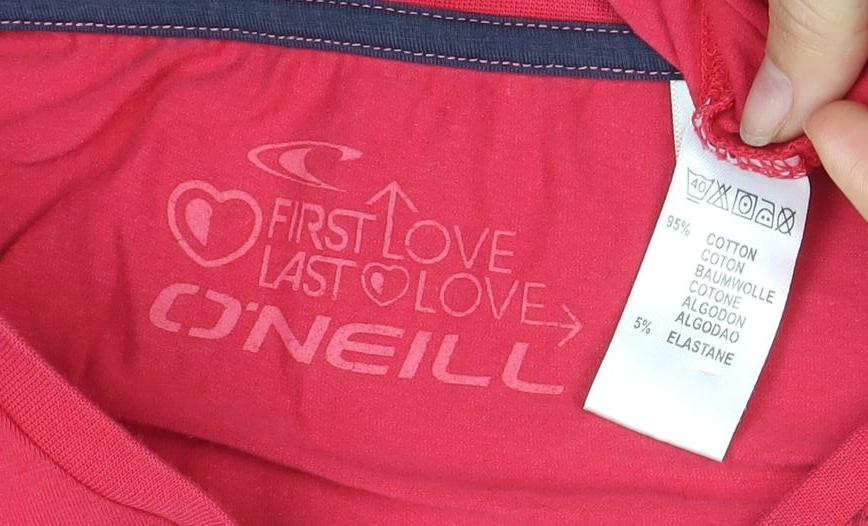 FIRST LOVE
LAST LOVE
O'NEILL
40
95% COTTON
COTON
BAUMWOLLE
COTONE
ALGODON
ALGODAO
5% ELASTANE